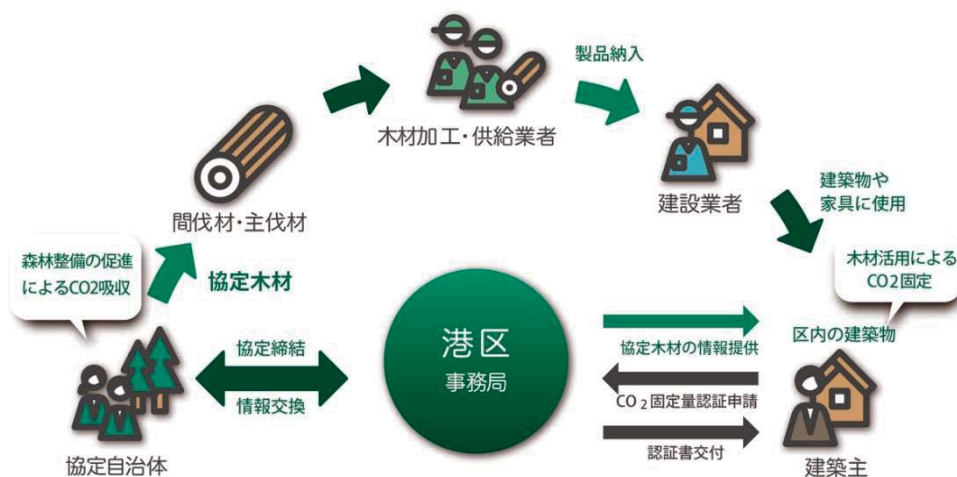 製品納入
木材加工・供給業者
建設業者
建築物や
家具に使用
間伐材・主伐材
森林整備の促進
によるCO2吸収
協定木材
木材活用による
CO2固定
港区
事務局
協定締結
情報交換
協定自治体
協定木材の情報提供
CO2固定量認証申請
認証書交付
区内の建築物
建築主